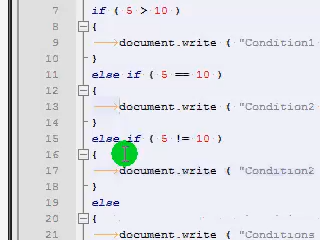 7 if ( 5 > 10 )
8 {
9 document.write ( "Condition1
10 }
11 else if ( 5 == 10 )
12 {
13 document.write ( "Condition2
14 }
15 else if ( 5 != 10 )
16 {
17 document.write ( "Condition2
18 }
19 else
20 {
21 document.write ( "Conditions